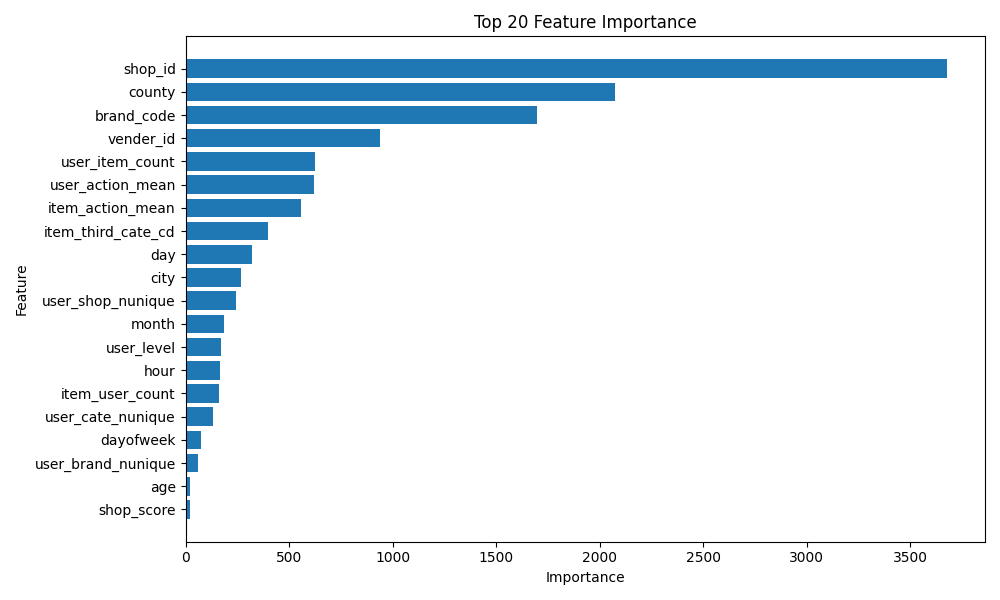 Top 20 Feature Importance
shop_id
county
brand_code
vender_id
user_item_count
user_action_mean
item_action_mean
item_third_cate_cd
day
city
user_shop_nunique
month
user_level
hour
item_user_count
user_cate_nunique
dayofweek
user_brand_nunique
age
shop_score
Feature
0 500 1000 1500 2000 2500 3000 3500
Importance